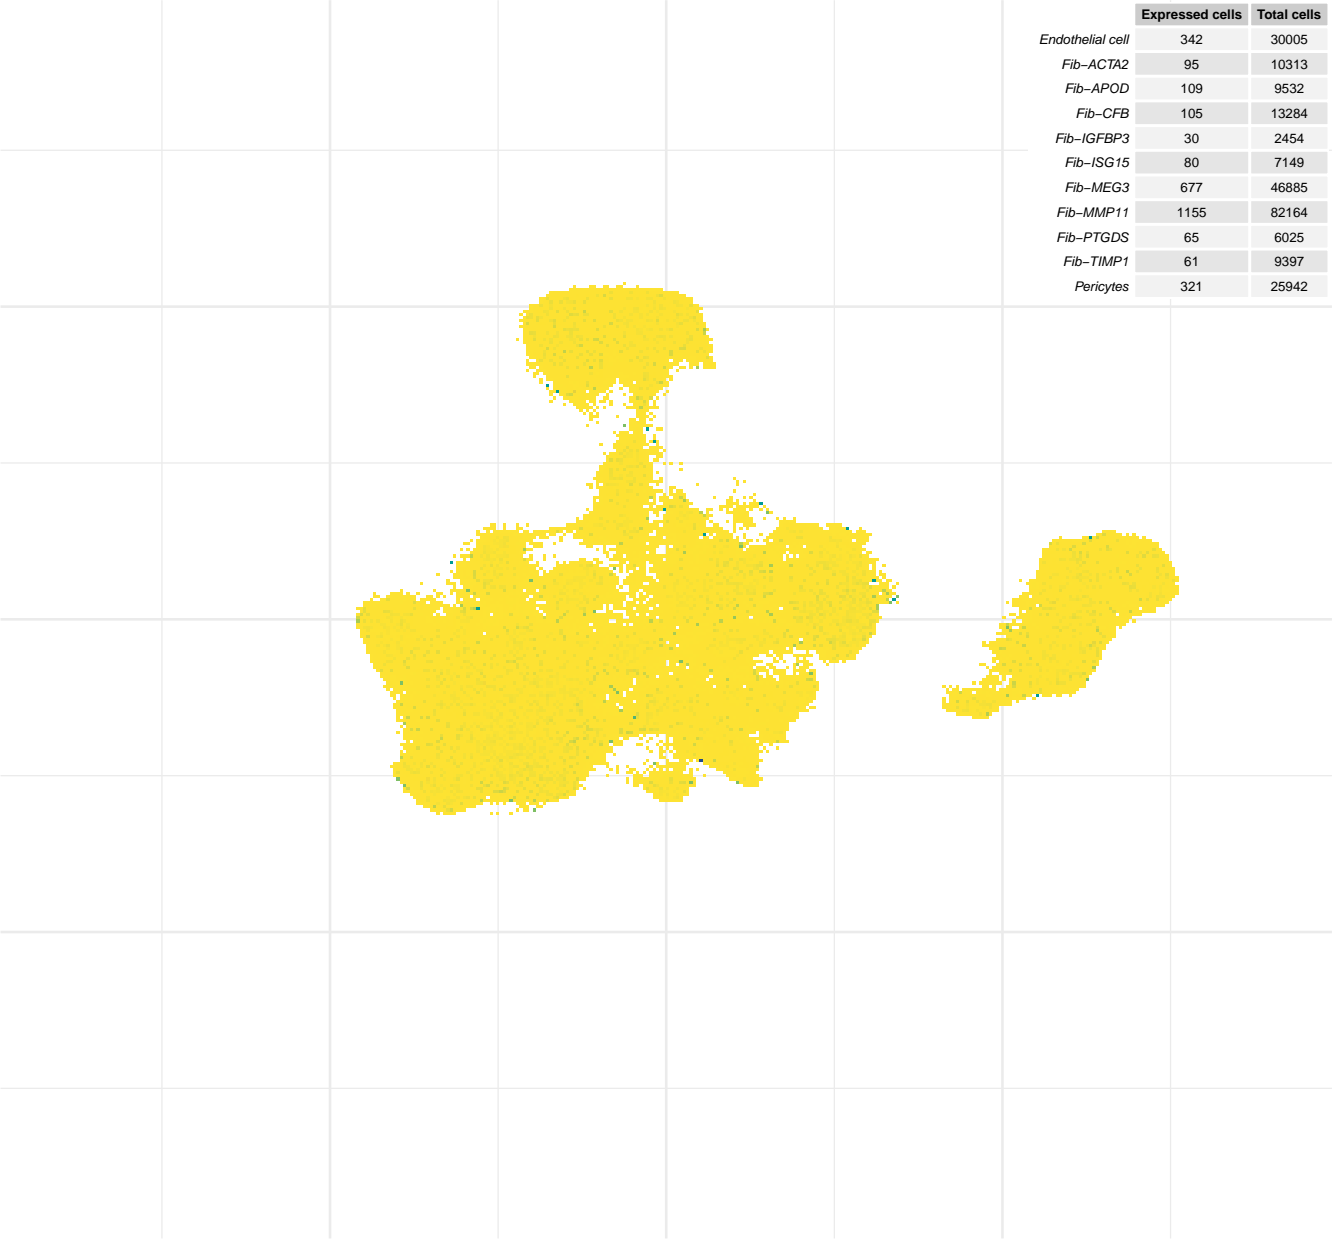 Expressed cells Total cells
Endothelial cell 342 30005
Fib−ACTA2 95 10313
Fib−APOD 109 9532
Fib−CFB 105 13284
Fib−IGFBP3 30 2454
Fib−ISG15 80 7149
Fib−MEG3 677 46885
Fib−MMP11 1155 82164
Fib−PTGDS 65 6025
Fib−TIMP1 61 9397
Pericytes 321 25942